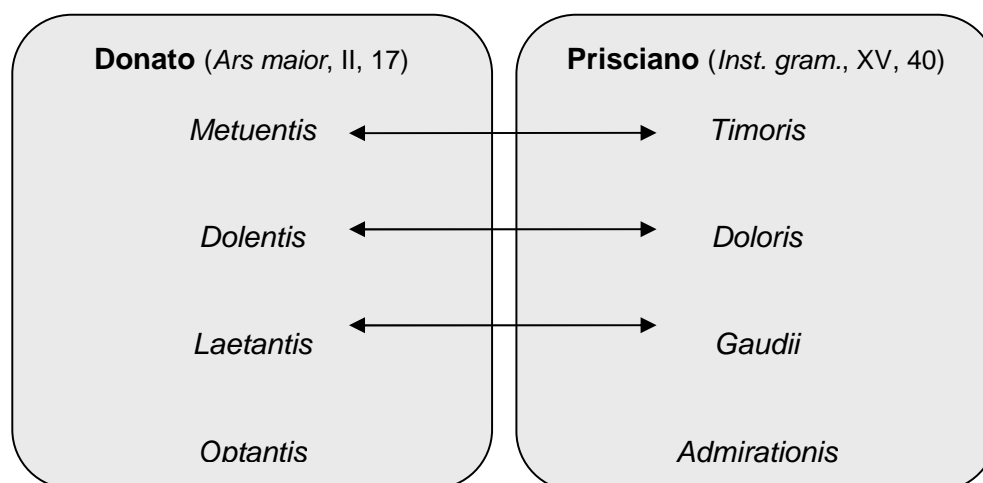 Donato (Ars maior, II, 17)
Metuentis
Dolentis
Laetantis
Optantis
Prisciano (Inst. gram., XV, 40)
Timoris
Doloris
Gaudii
Admirationis